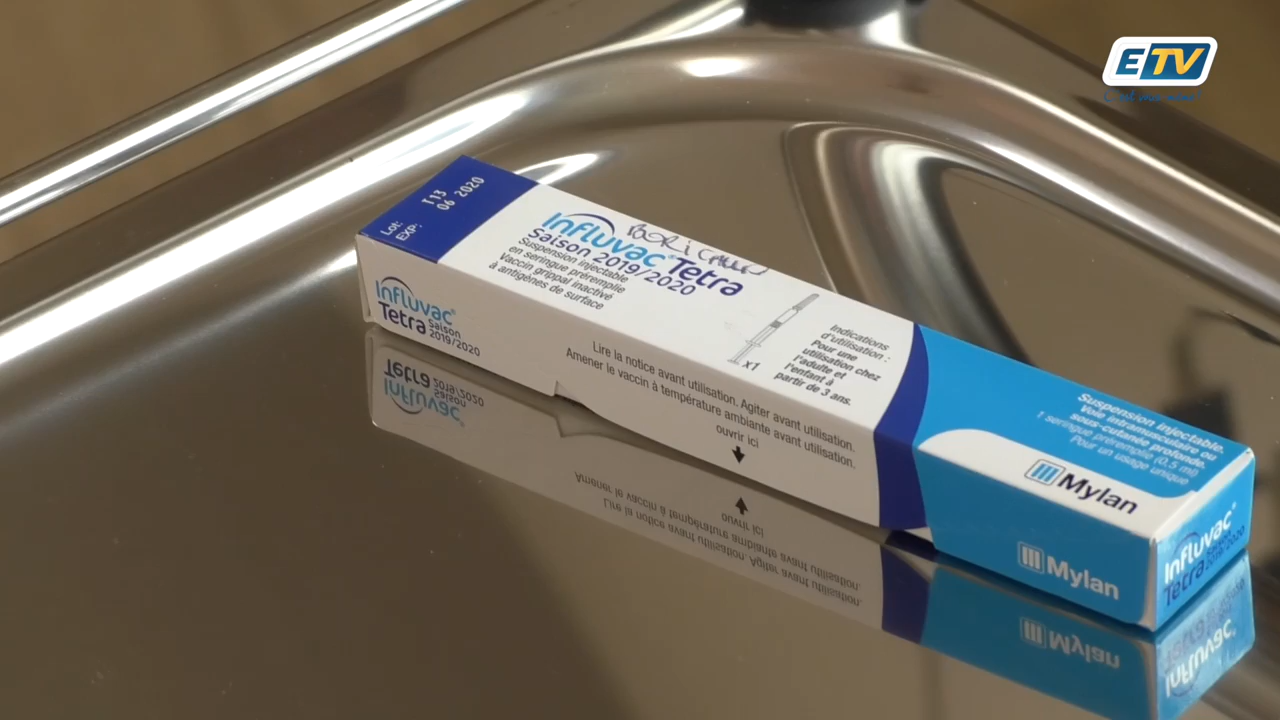 ETV
Lot: T13
EXP: 06 2020
Influvac® Tetra
Saison 2019/2020
Suspension injectable
en seringue préremplie
Vaccin grippal inactivé
à antigènes de surface
x1
Indications
d'utilisation :
Pour une
utilisation chez
l'adulte et
l'enfant à
partir de 3 ans.
Suspension injectable.
Voie intramusculaire ou
sous-cutanée profonde.
1 seringue préremplie (0,5 ml)
Pour un usage unique
Mylan
Influvac®
Tetra Saison
2019/2020
Lire la notice avant utilisation. Agiter avant utilisation.
Amener le vaccin à température ambiante avant utilisation.
ouvrir ici
Mylan
Influvac®
Tetra Saison
2019/2020